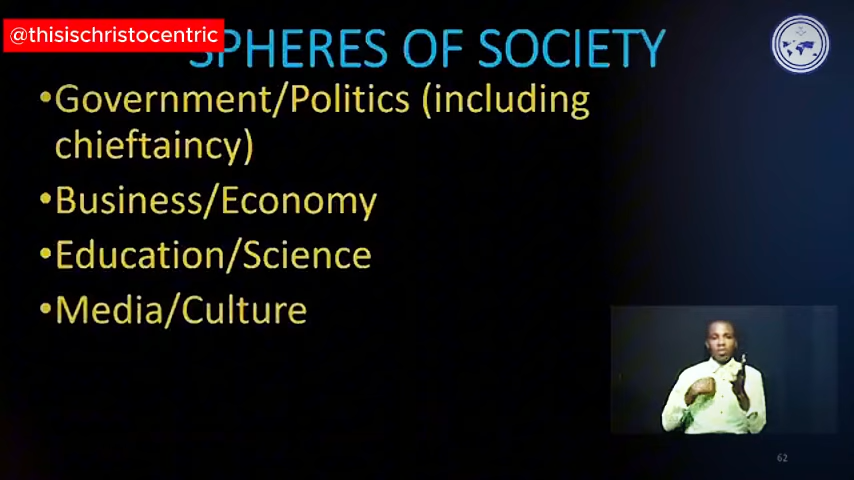 @thisischristocentric
SPHERES OF SOCIETY
•Government/Politics (including
chieftaincy)
•Business/Economy
•Education/Science
•Media/Culture
62